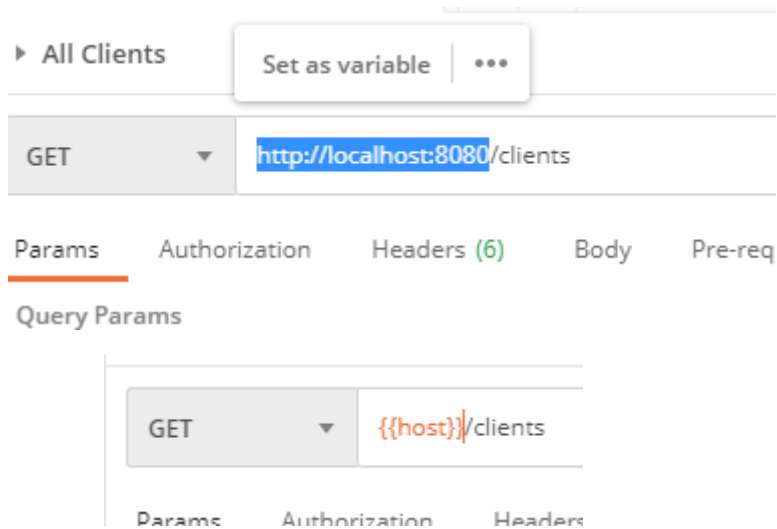 All Clients
Set as variable
GET http://localhost:8080/clients
Params Authorization Headers (6) Body Pre-req
Query Params
GET {{host}}/clients
Params Authorization Headers